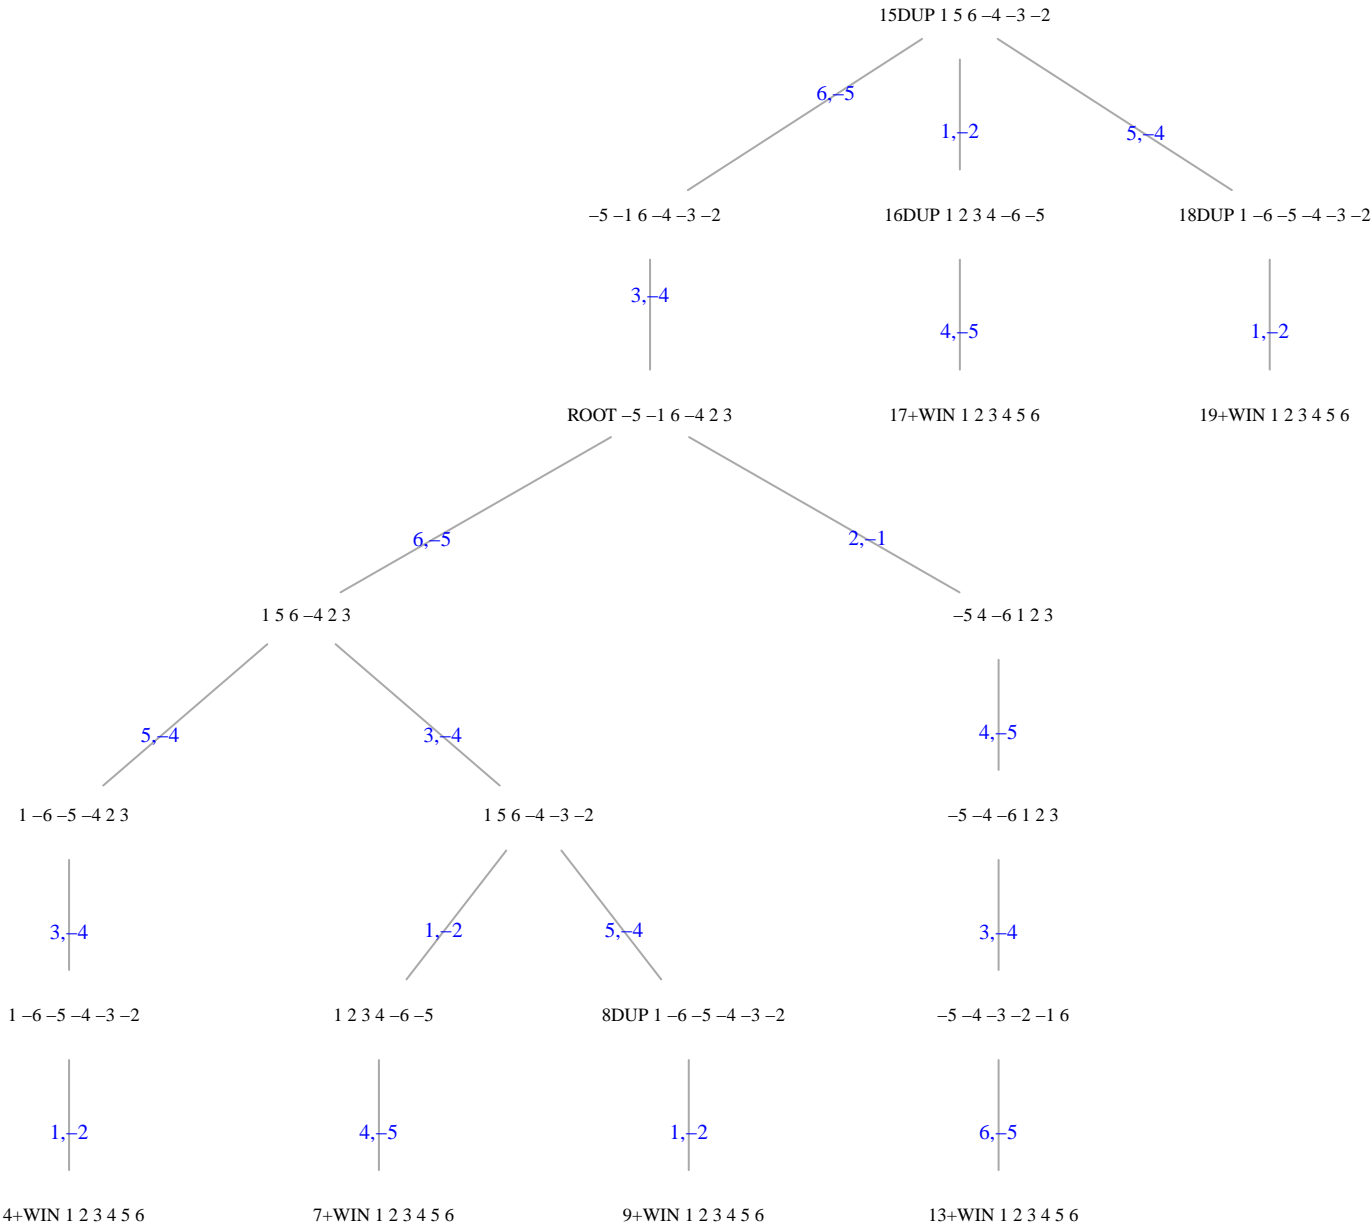 15DUP 1 5 6 –4 –3 –2
6,–5
1,–2
5,–4
–5 –1 6 –4 –3 –2
16DUP 1 2 3 4 –6 –5
18DUP 1 –6 –5 –4 –3 –2
3,–4
4,–5
1,–2
ROOT –5 –1 6 –4 2 3
17+WIN 1 2 3 4 5 6
19+WIN 1 2 3 4 5 6
6,–5
2,–1
1 5 6 –4 2 3
–5 4 –6 1 2 3
5,–4
3,–4
4,–5
1 –6 –5 –4 2 3
1 5 6 –4 –3 –2
–5 –4 –6 1 2 3
3,–4
1,–2
5,–4
3,–4
1 –6 –5 –4 –3 –2
1 2 3 4 –6 –5
8DUP 1 –6 –5 –4 –3 –2
–5 –4 –3 –2 –1 6
1,–2
4,–5
1,–2
6,–5
4+WIN 1 2 3 4 5 6
7+WIN 1 2 3 4 5 6
9+WIN 1 2 3 4 5 6
13+WIN 1 2 3 4 5 6